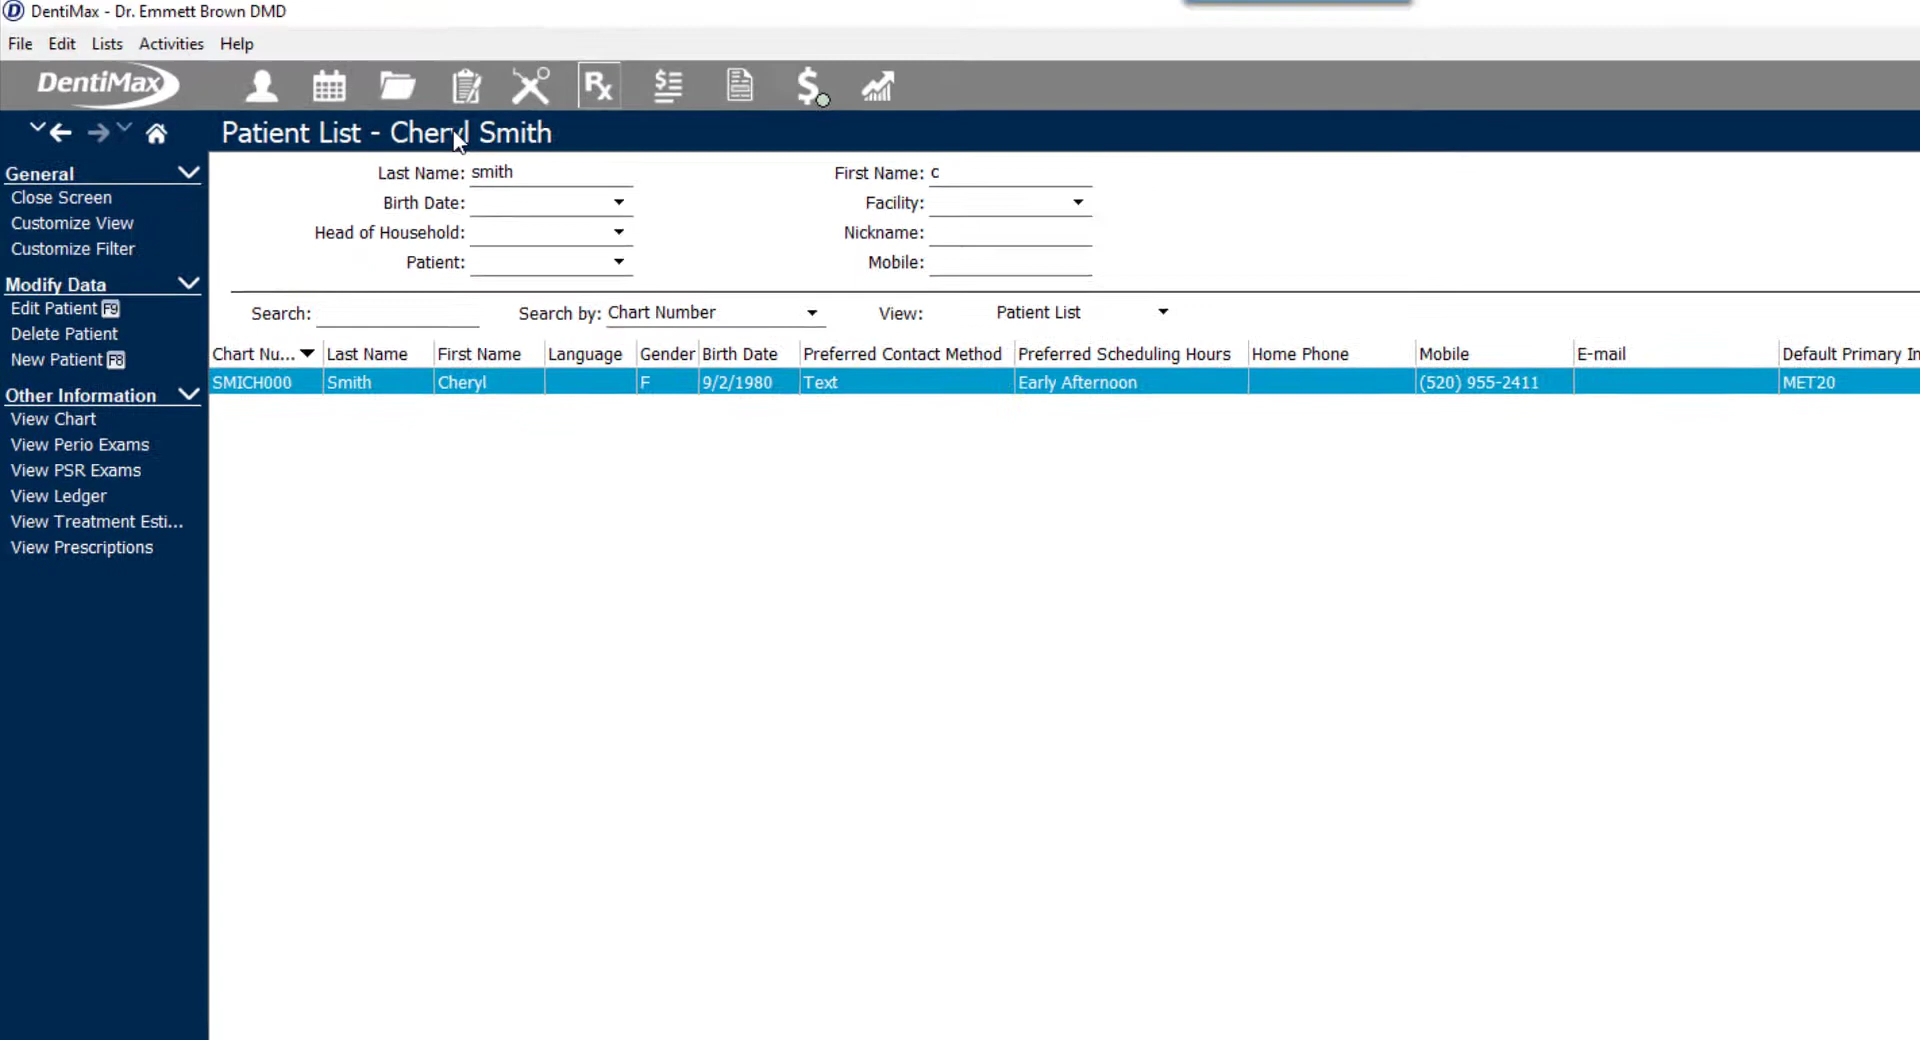 DentiMax - Dr. Emmett Brown DMD
File Edit Lists Activities Help
DentiMax Rx
Patient List - Cheryl Smith
General
Close Screen
Customize View
Customize Filter
Modify Data
Edit Patient F9
Delete Patient
New Patient F8
Other Information
View Chart
View Perio Exams
View PSR Exams
View Ledger
View Treatment Esti...
View Prescriptions
Last Name: smith First Name: c
Birth Date: Facility:
Head of Household: Nickname:
Patient: Mobile:
Search: Search by: Chart Number View: Patient List
Chart Nu... Last Name First Name Language Gender Birth Date Preferred Contact Method Preferred Scheduling Hours Home Phone Mobile E-mail Default Primary In
SMICH000 Smith Cheryl F 9/2/1980 Text Early Afternoon (520) 955-2411 MET20